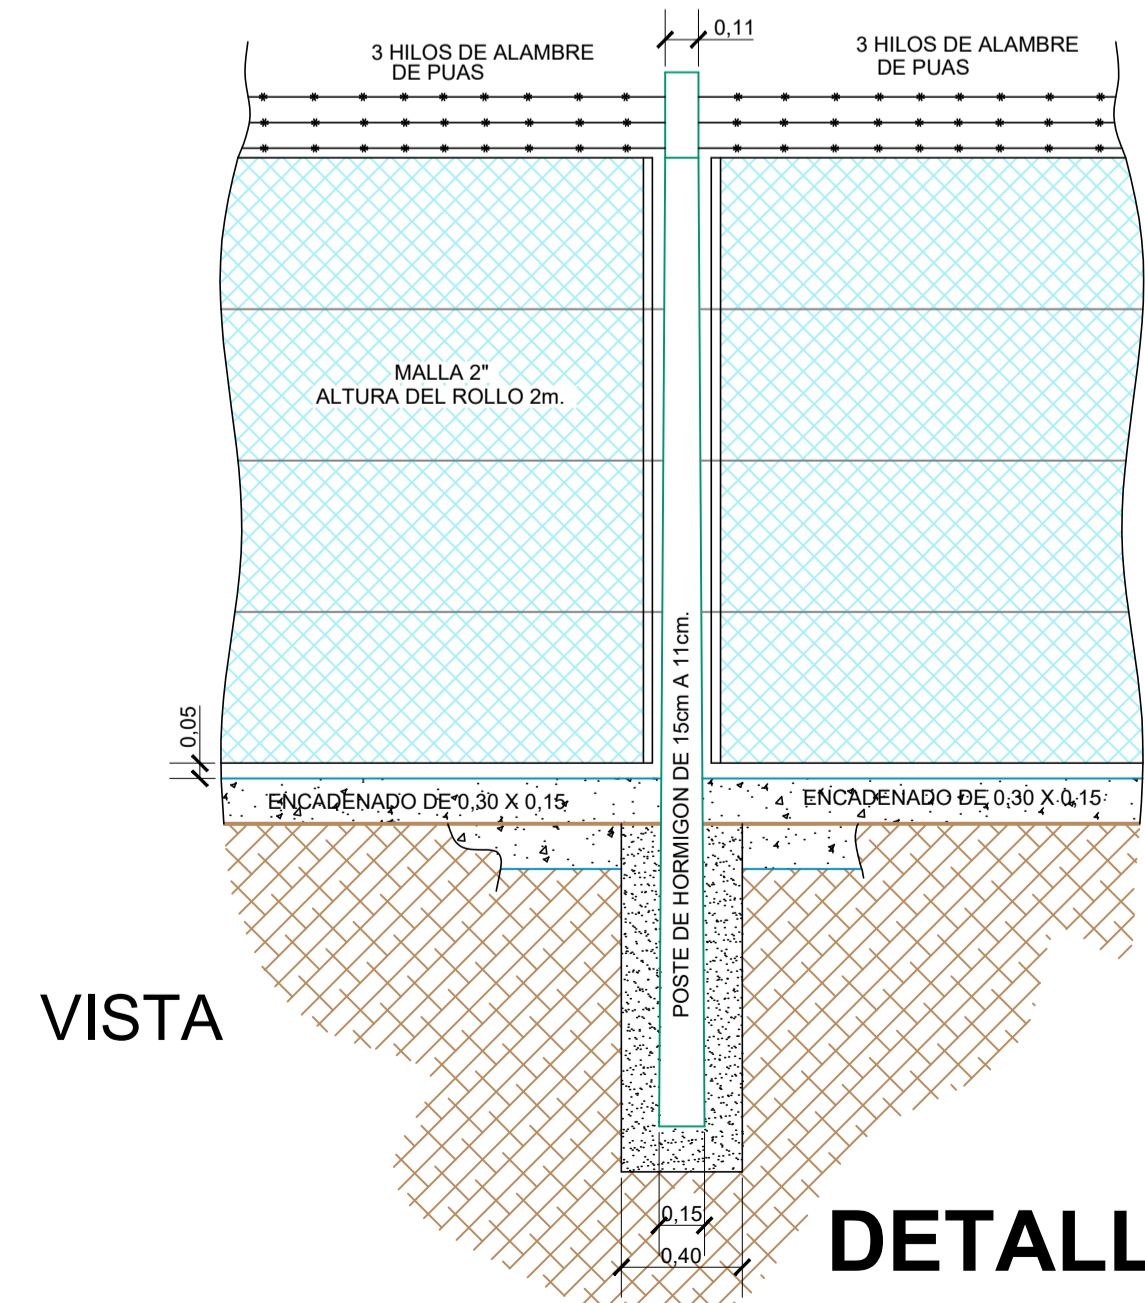 0,11
3 HILOS DE ALAMBRE
DE PUAS
3 HILOS DE ALAMBRE
DE PUAS
MALLA 2"
ALTURA DEL ROLLO 2m.
POSTE DE HORMIGON DE 15cm A 11cm.
0,05
ENCADENADO DE 0,30 X 0,15
ENCADENADO DE 0,30 X 0,15
VISTA
0,15
0,40
DETALL